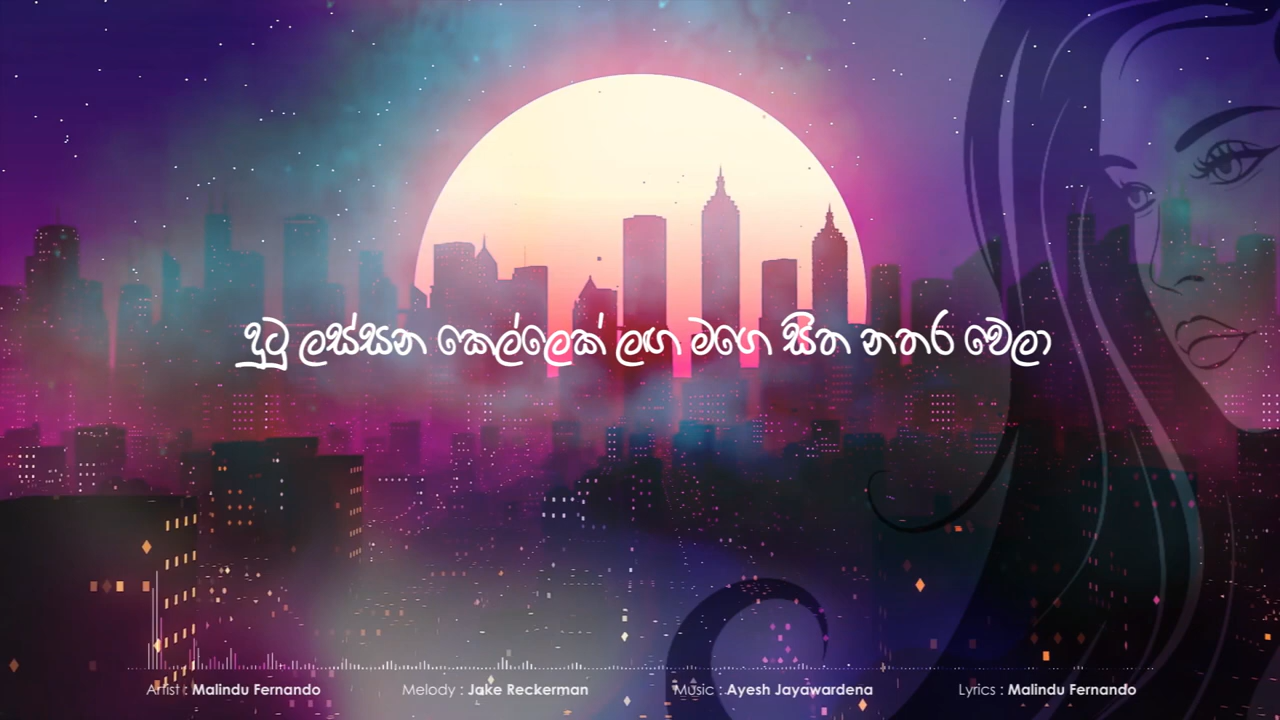 දුටු ලස්සන කෙල්ලෙක් ලඟ මගෙ සිත නතර වෙලා
Artist : Malindu Fernando Melody : Jake Reckerman Music : Ayesh Jayawardena Lyrics : Malindu Fernando